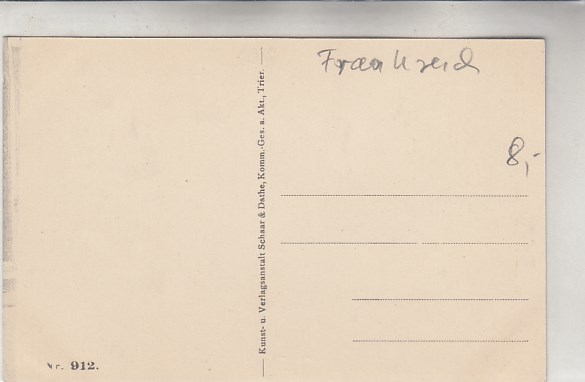 Frankreich
8,-
Kunst- u. Verlagsanstalt Schaar & Dathe, Komm.-Ges. a. Akt., Trier.
Nr. 912.